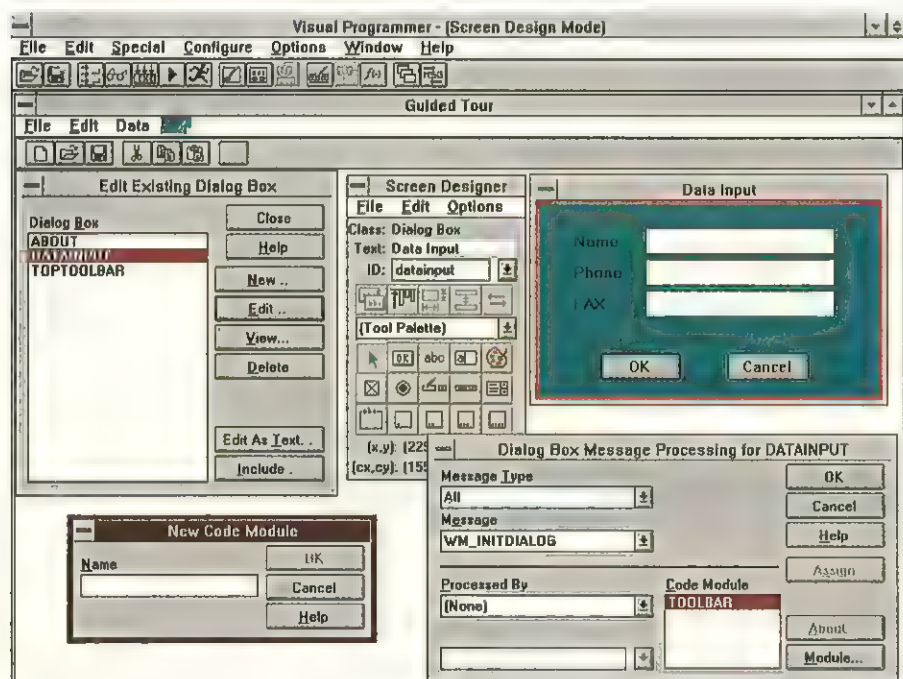 Visual Programmer - (Screen Design Mode)
File Edit Special Configure Options Window Help
Guided Tour
File Edit Data
Edit Existing Dialog Box
Dialog Box
ABOUT
TOPTOOLBAR
Close
Help
New ..
Edit ..
View...
Delete
Edit As Text. .
Include .
Screen Designer
File Edit Options
Class: Dialog Box
Text: Data Input
ID: datainput
(Tool Palette)
OK abc
(x,y): (229
(cx,cy): (155
Data Input
Name
Phone
FAX
OK Cancel
New Code Module
Name
OK
Cancel
Help
Dialog Box Message Processing for DATAINPUT
Message Type
All
Message
WM_INITDIALOG
Processed By
(None)
Code Module
TOOLBAR
OK
Cancel
Help
Assign
About
Module...